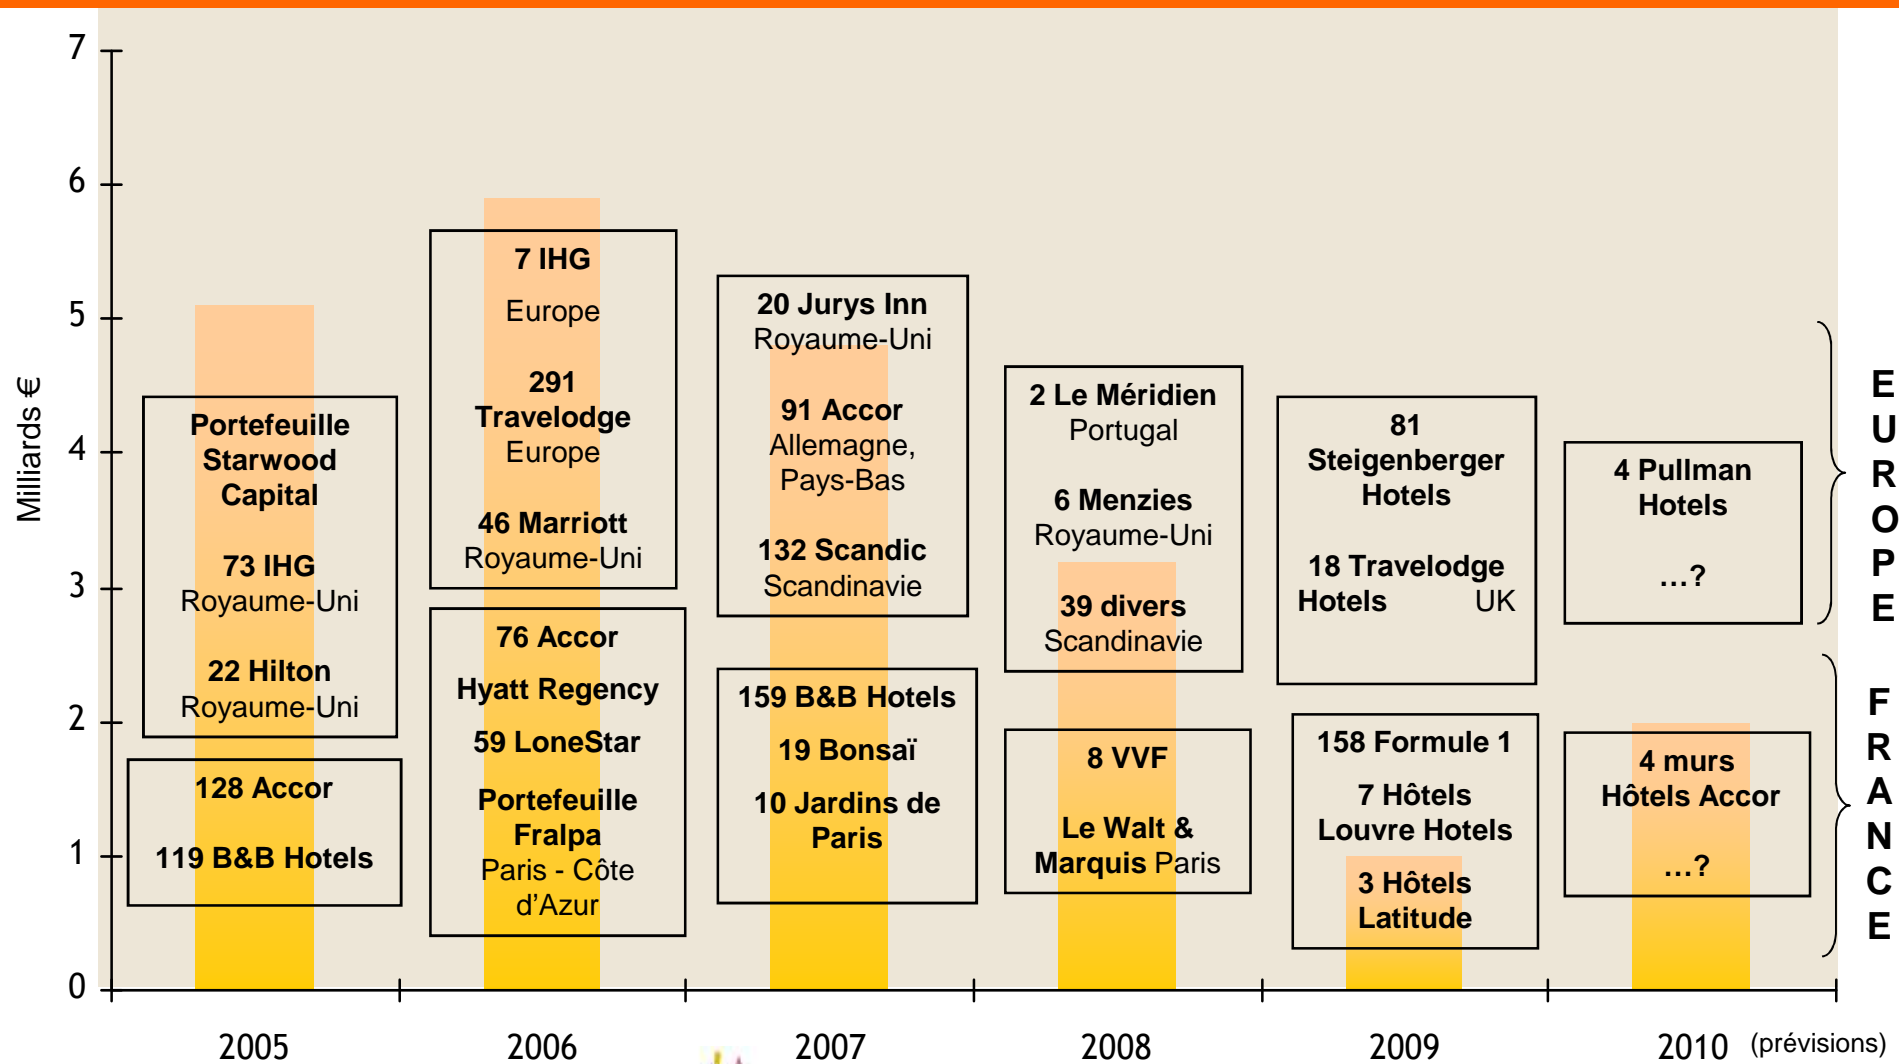 7
6
5
4
3
2
1
0
Milliards €
Portefeuille
Starwood
Capital
73 IHG
Royaume-Uni
22 Hilton
Royaume-Uni
128 Accor
119 B&B Hotels
7 IHG
Europe
291
Travelodge
Europe
46 Marriott
Royaume-Uni
76 Accor
Hyatt Regency
59 LoneStar
Portefeuille
Fralpa
Paris - Côte
d’Azur
20 Jurys Inn
Royaume-Uni
91 Accor
Allemagne,
Pays-Bas
132 Scandic
Scandinavie
159 B&B Hotels
19 Bonsaï
10 Jardins de
Paris
2 Le Méridien
Portugal
6 Menzies
Royaume-Uni
39 divers
Scandinavie
8 VVF
Le Walt &
Marquis Paris
81
Steigenberger
Hotels
18 Travelodge
Hotels UK
158 Formule 1
7 Hôtels
Louvre Hotels
3 Hôtels
Latitude
4 Pullman
Hotels
…?
4 murs
Hôtels Accor
…?
EUROPE
FRANCE
2005 2006 2007 2008 2009 2010 (prévisions)